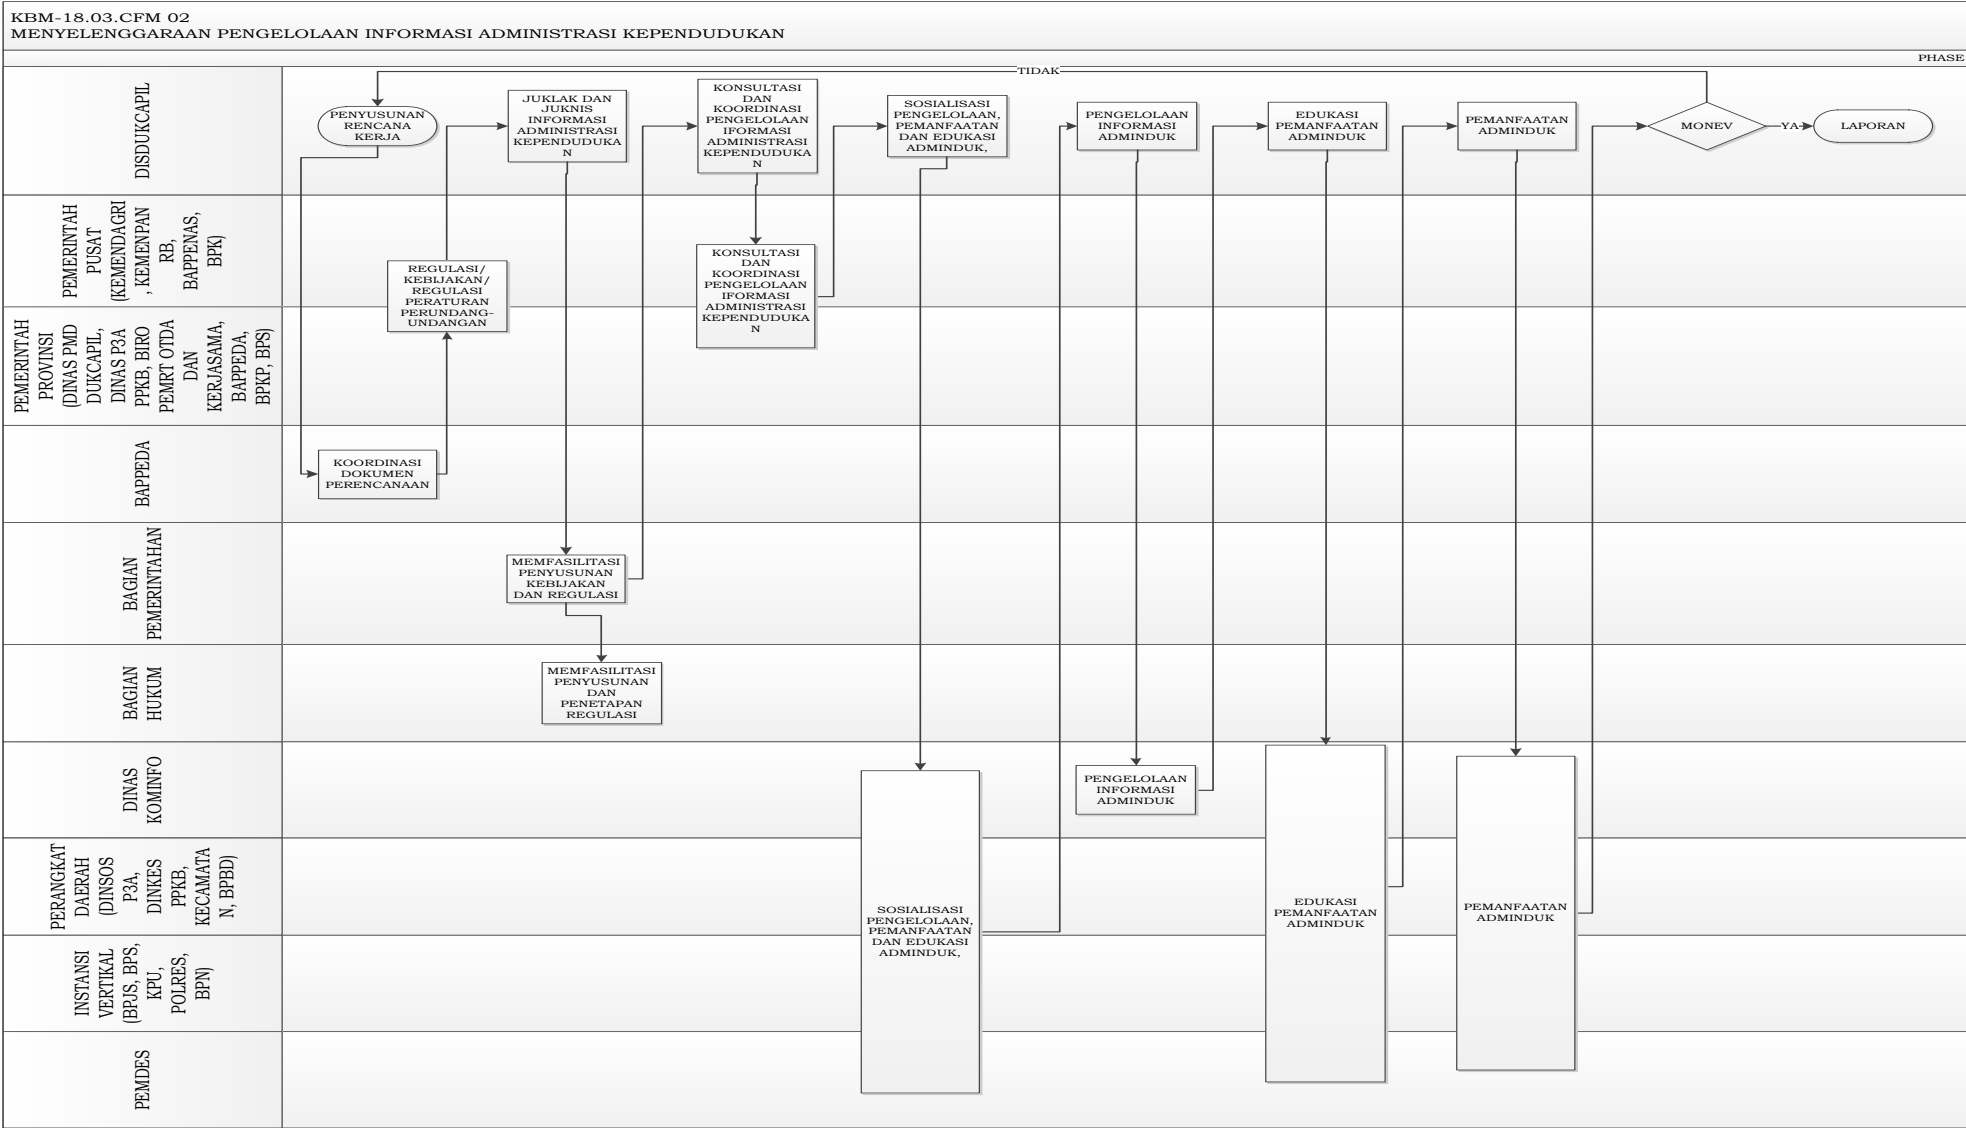 KBM-18.03.CFM 02
MENYELENGGARAAN PENGELOLAAN INFORMASI ADMINISTRASI KEPENDUDUKAN
PHASE
DISDUKCAPIL
TIDAK
PENYUSUNAN
RENCANA
KERJA
JUKLAK DAN
JUKNIS
INFORMASI
ADMINISTRASI
KEPENDUDUKA
N
KONSULTASI
DAN
KOORDINASI
PENGELOLAAN
IFORMASI
ADMINISTRASI
KEPENDUDUKA
N
SOSIALISASI
PENGELOLAAN,
PEMANFAATAN
DAN EDUKASI
ADMINDUK,
PENGELOLAAN
INFORMASI
ADMINDUK
EDUKASI
PEMANFAATAN
ADMINDUK
PEMANFAATAN
ADMINDUK
MONEV
YA
LAPORAN
PEMERINTAH
PUSAT
(KEMENDAGRI
, KEMENPAN
RB,
BAPPENAS,
BPK)
REGULASI/
KEBIJAKAN/
REGULASI
PERATURAN
PERUNDANG-
UNDANGAN
KONSULTASI
DAN
KOORDINASI
PENGELOLAAN
IFORMASI
ADMINISTRASI
KEPENDUDUKA
N
PEMERINTAH
PROVINSI
(DINAS PMD
DUKCAPIL,
DINAS P3A
PPKB, BIRO
PEMRT OTDA
DAN
KERJASAMA,
BAPPEDA,
BPKP, BPS)
BAPPEDA
KOORDINASI
DOKUMEN
PERENCANAAN
BAGIAN
PEMERINTAHAN
MEMFASILITASI
PENYUSUNAN
KEBIJAKAN
DAN REGULASI
BAGIAN
HUKUM
MEMFASILITASI
PENYUSUNAN
DAN
PENETAPAN
REGULASI
DINAS
KOMINFO
PENGELOLAAN
INFORMASI
ADMINDUK
PERANGKAT
DAERAH
(DINSOS
P3A,
DINKES
PPKB,
KECAMATA
N, BPBD)
SOSIALISASI
PENGELOLAAN,
PEMANFAATAN
DAN EDUKASI
ADMINDUK,
EDUKASI
PEMANFAATAN
ADMINDUK
PEMANFAATAN
ADMINDUK
INSTANSI
VERTIKAL
(BPJS, BPS,
KPU,
POLRES,
BPN)
PEMDES